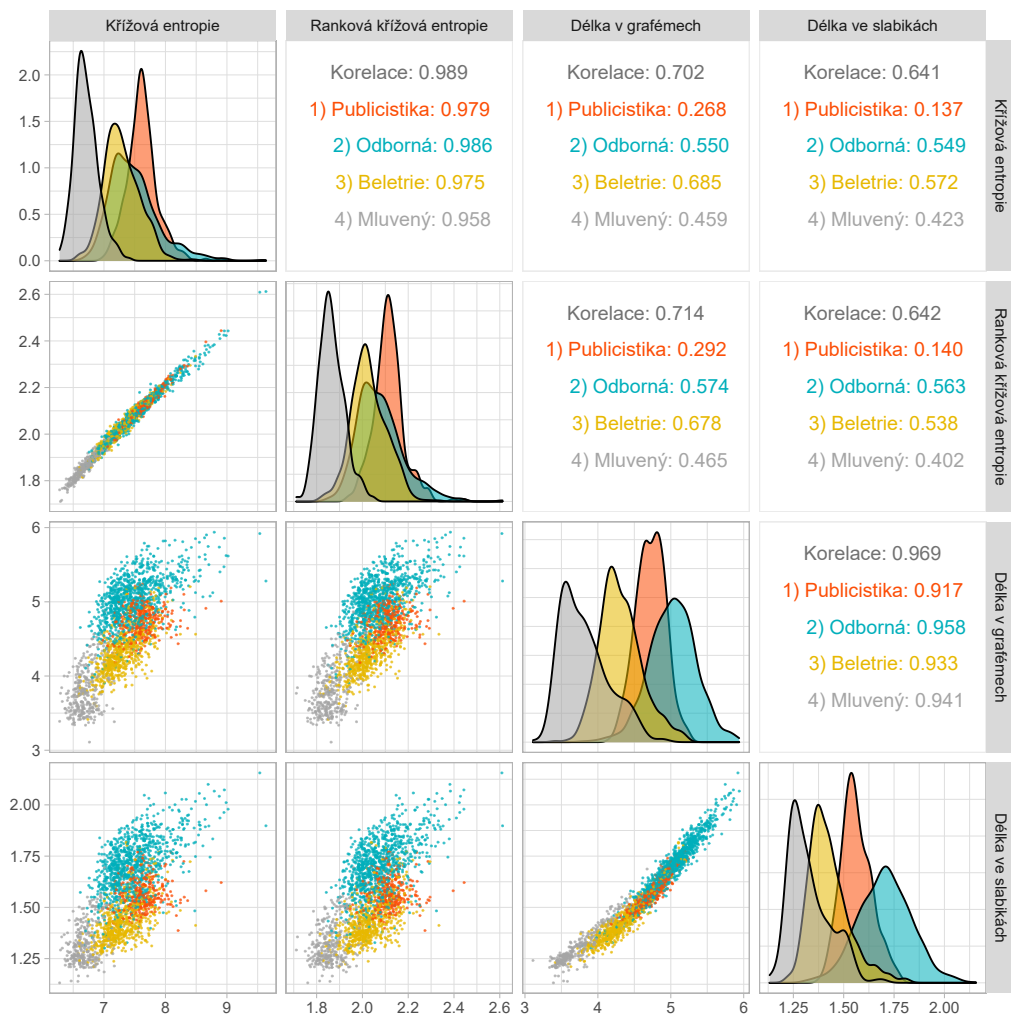 Křížová entropie
Ranková křížová entropie
Délka v grafémech
Délka ve slabikách
2.0
1.5
1.0
0.5
0.0
Korelace: 0.989
1) Publicistika: 0.979
2) Odborná: 0.986
3) Beletrie: 0.975
4) Mluvený: 0.958
Korelace: 0.702
1) Publicistika: 0.268
2) Odborná: 0.550
3) Beletrie: 0.685
4) Mluvený: 0.459
Korelace: 0.641
1) Publicistika: 0.137
2) Odborná: 0.549
3) Beletrie: 0.572
4) Mluvený: 0.423
Křížová entropie
2.6
2.4
2.2
2.0
1.8
Korelace: 0.714
1) Publicistika: 0.292
2) Odborná: 0.574
3) Beletrie: 0.678
4) Mluvený: 0.465
Korelace: 0.642
1) Publicistika: 0.140
2) Odborná: 0.563
3) Beletrie: 0.538
4) Mluvený: 0.402
Ranková křížová entropie
6
5
4
3
Korelace: 0.969
1) Publicistika: 0.917
2) Odborná: 0.958
3) Beletrie: 0.933
4) Mluvený: 0.941
Délka v grafémech
2.00
1.75
1.50
1.25
Délka ve slabikách
7 8 9
1.8 2.0 2.2 2.4 2.6
3 4 5 6
1.25 1.50 1.75 2.00